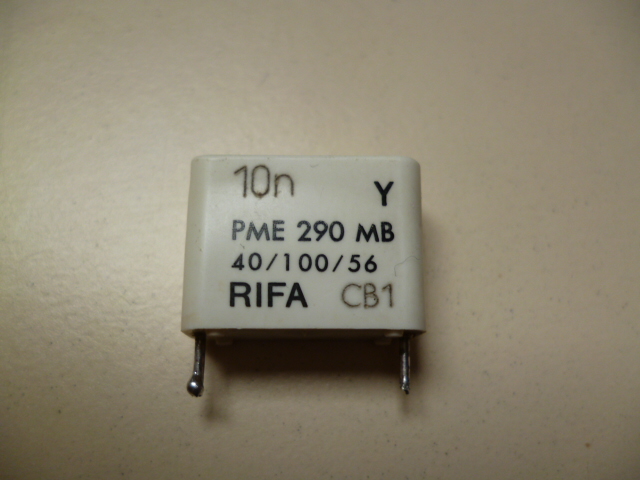 10n Y
PME 290 MB
40/100/56
RIFA CB1